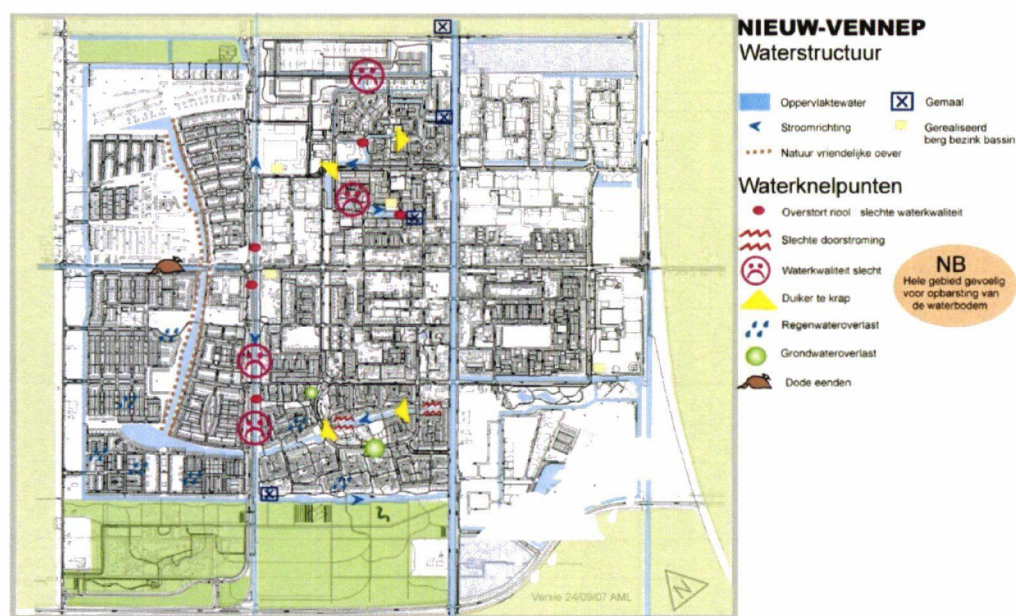 NIEUW-VENNEP
Waterstructuur
Oppervlaktewater
Gemaal
Stroomrichting
Gerealiseerd
berg bezink bassin
Natuur vriendelijke oever
Waterknelpunten
Overstort riool : slechte waterkwaliteit
Slechte doorstroming
Waterkwaliteit slecht
Duiker te krap
Regenwateroverlast
Grondwateroverlast
Dode eenden
NB
Hele gebied gevoelig
voor opbarsting van
de waterbodem
Versie 24/09/07 AML
N